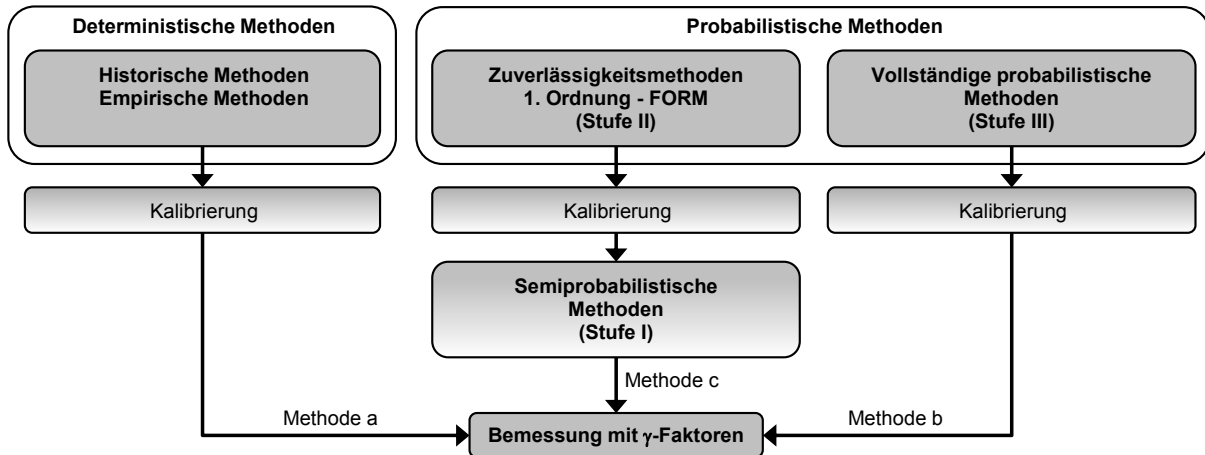 Deterministische Methoden
Historische Methoden
Empirische Methoden
Probabilistische Methoden
Zuverlässigkeitsmethoden
1. Ordnung - FORM
(Stufe II)
Vollständige probabilistische
Methoden
(Stufe III)
Kalibrierung
Kalibrierung
Kalibrierung
Semiprobabilistische
Methoden
(Stufe I)
Methode c
Methode a
Methode b
Bemessung mit γ-Faktoren